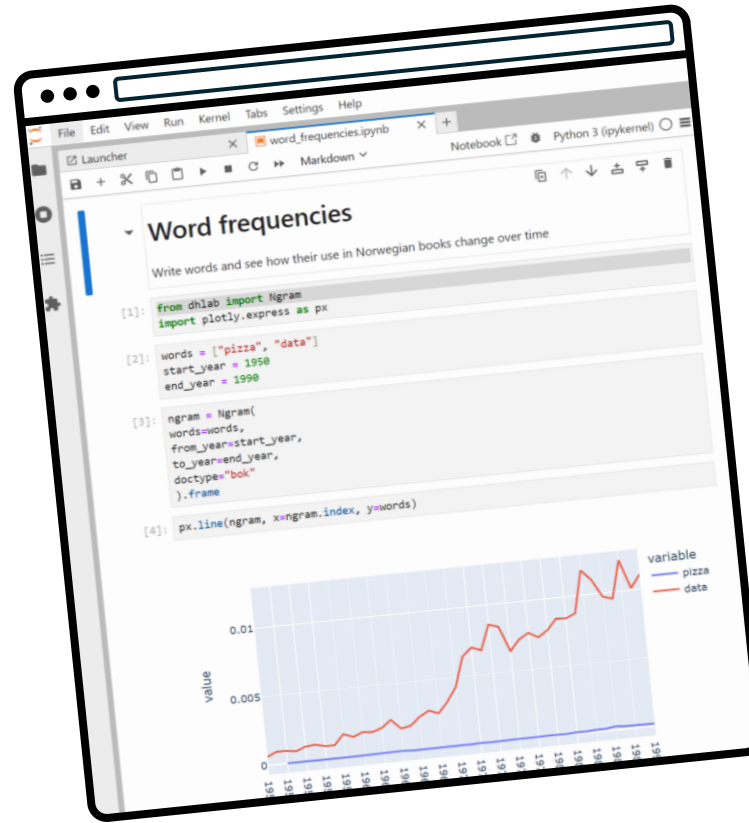 File Edit View Run Kernel Tabs Settings Help
Launcher
word_frequencies.ipynb
Markdown
Notebook
Python 3 (ipykernel)
Word frequencies
Write words and see how their use in Norwegian books change over time
[1]:
from dhlab import Ngram
import plotly.express as px
[2]:
words = ["pizza", "data"]
start_year = 1950
end_year = 1990
[3]:
ngram = Ngram(
words=words,
from_year=start_year,
to_year=end_year,
doctype="bok"
).frame
[4]:
px.line(ngram, x=ngram.index, y=words)
variable
pizza
data
value
0.01
0.005
0